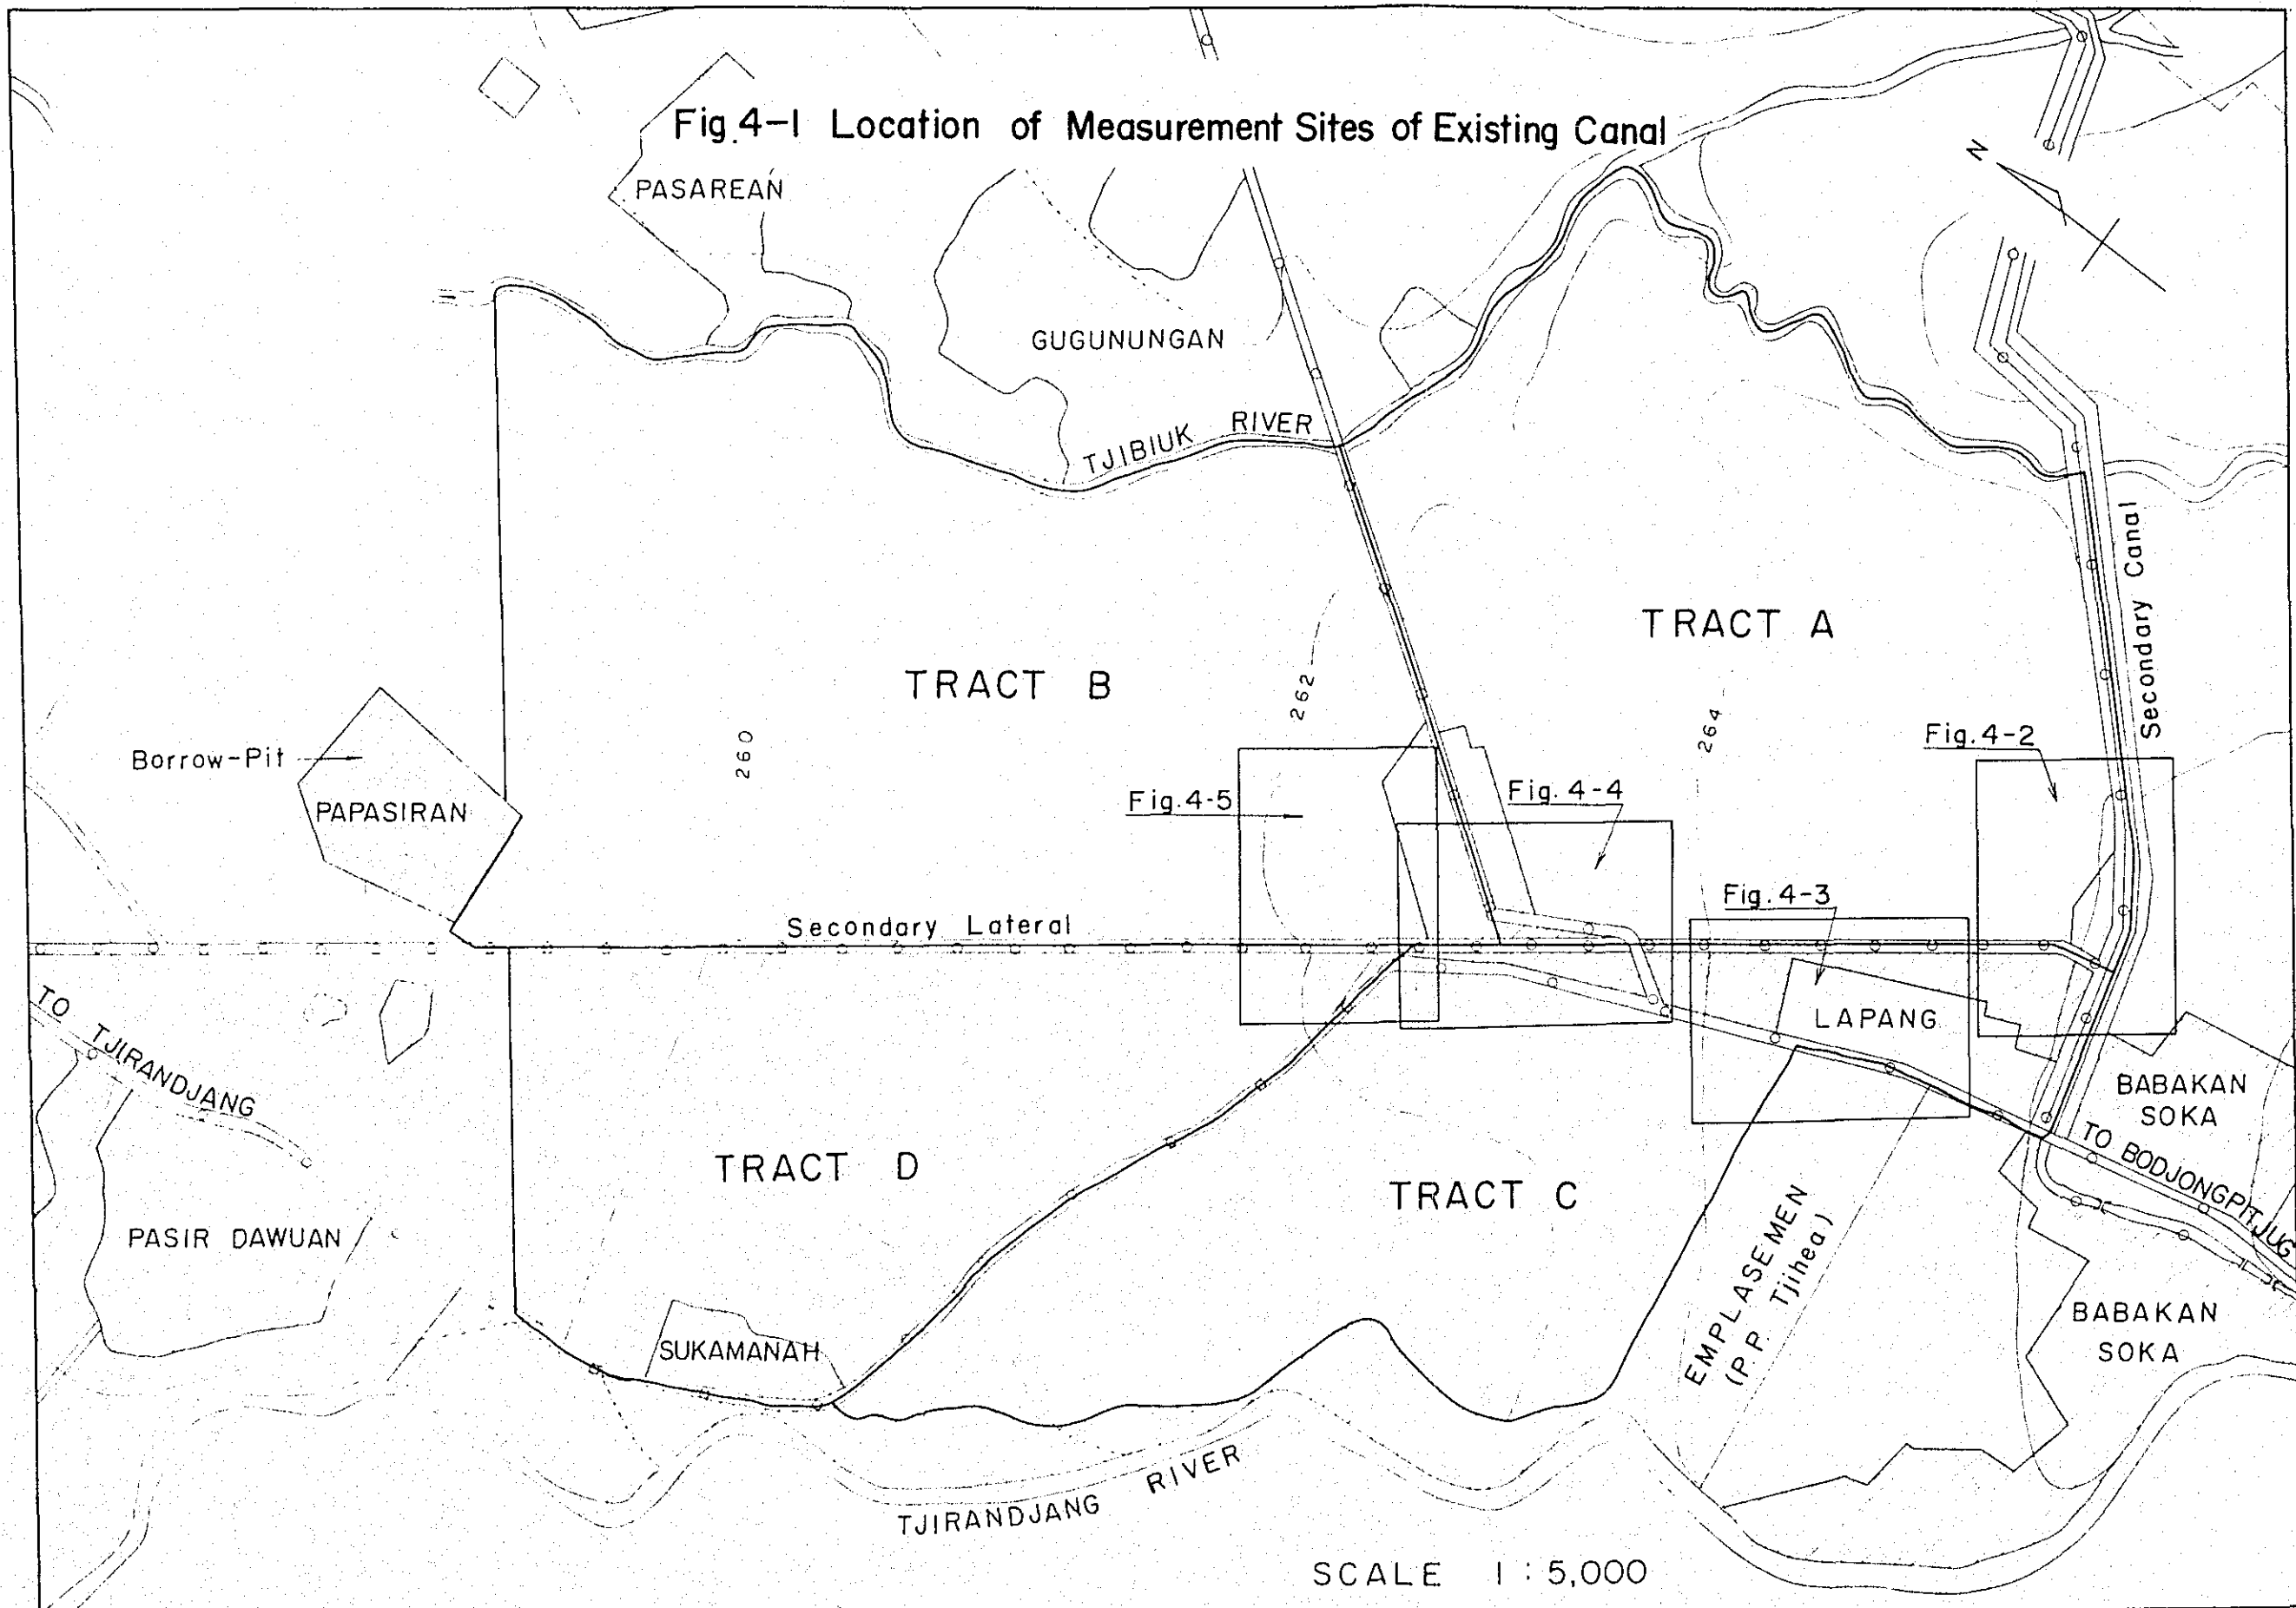 Fig.4-1 Location of Measurement Sites of Existing Canal
N
PASAREAN
GUGUNUNGAN
TJIBIUK RIVER
Secondary Canal
TRACT A
TRACT B
262
264
260
Fig.4-2
Borrow-Pit
Fig.4-5
Fig.4-4
PAPASIRAN
Fig.4-3
Secondary Lateral
TO TJIRANDJANG
LAPANG
BABAKAN
SOKA
TO BODJONGPITJUG
TRACT D
TRACT C
EMPLASEMEN
(P.P. Tjihea)
PASIR DAWUAN
BABAKAN
SOKA
SUKAMANAH
TJIRANDJANG RIVER
SCALE 1:5,000